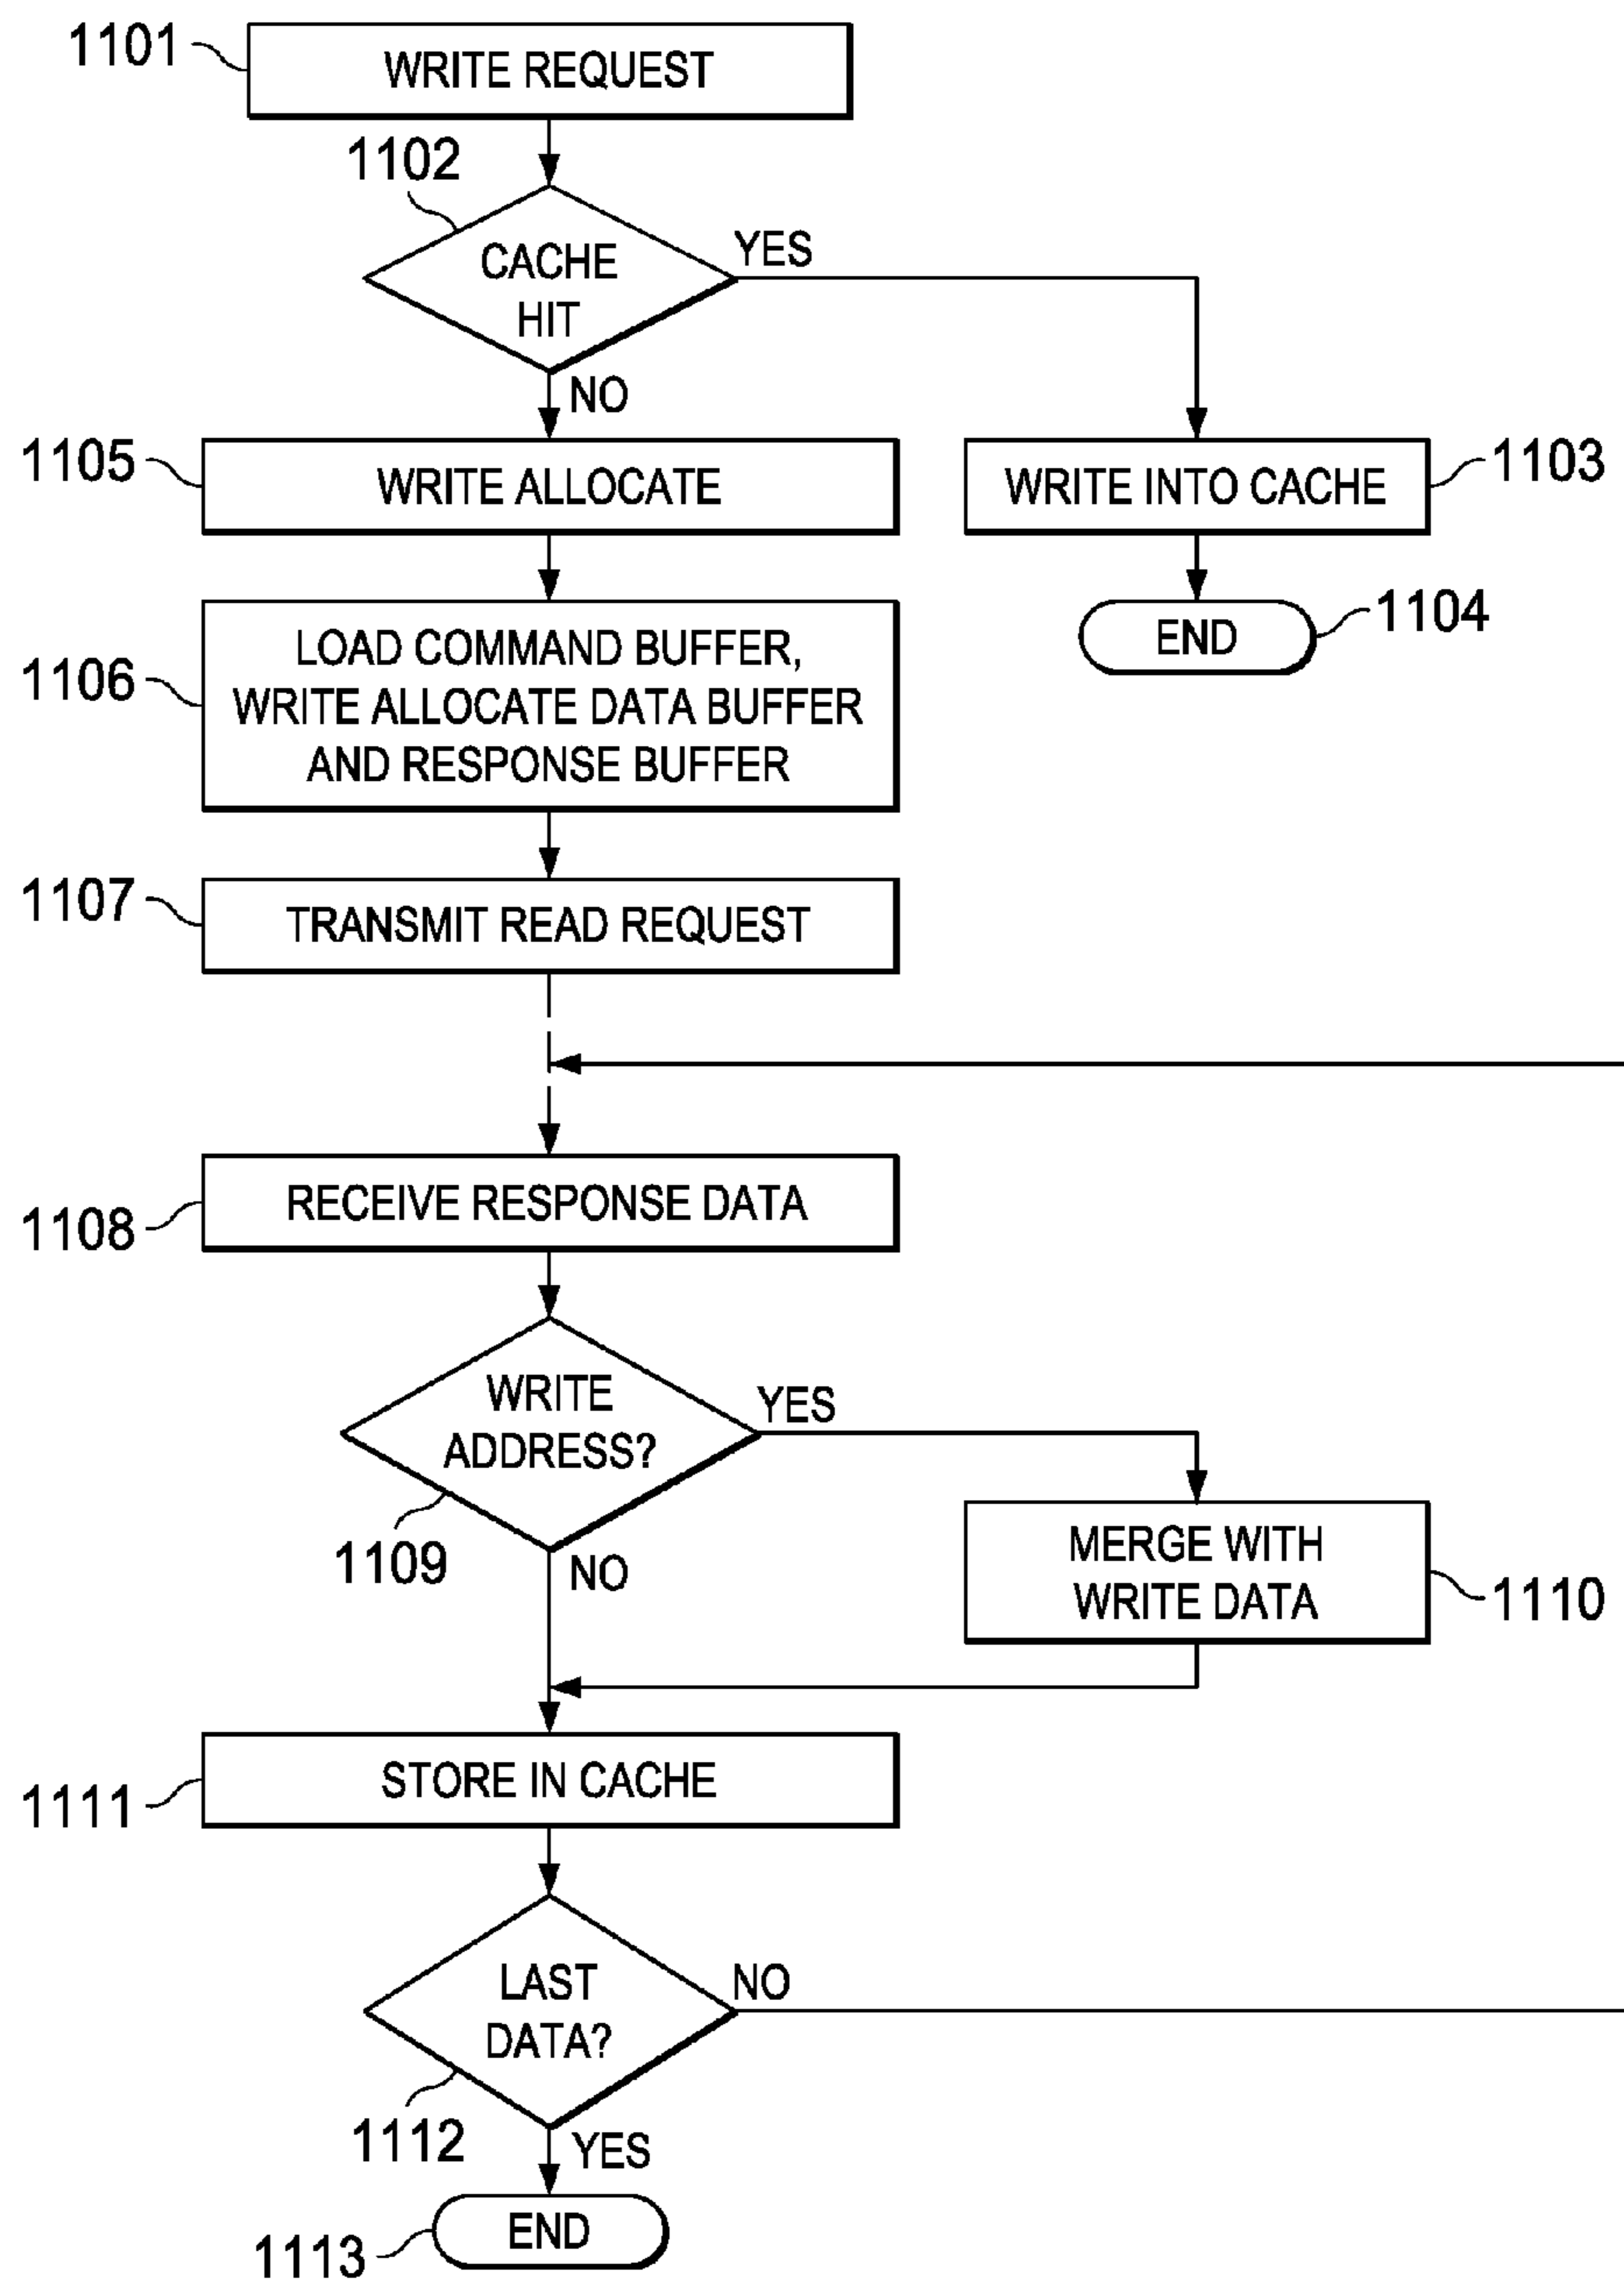 1101
WRITE REQUEST
1102
CACHE
HIT
YES
NO
1105
WRITE ALLOCATE
WRITE INTO CACHE
1103
END
1104
1106
LOAD COMMAND BUFFER,
WRITE ALLOCATE DATA BUFFER
AND RESPONSE BUFFER
1107
TRANSMIT READ REQUEST
1108
RECEIVE RESPONSE DATA
WRITE
ADDRESS?
YES
1109
NO
MERGE WITH
WRITE DATA
1110
1111
STORE IN CACHE
LAST
DATA?
NO
1112
YES
1113
END